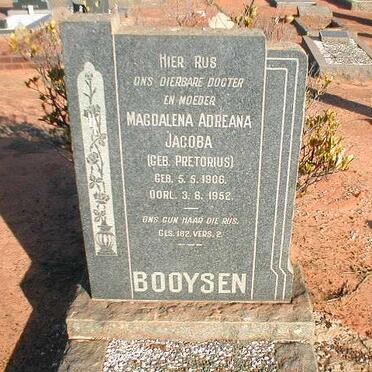 HIER RUS
ONS DIERBARE DOGTER
EN MOEDER
MAGDALENA ADREANA
JACOBA
(GEB. PRETORIUS)
GEB. 5.5.1906.
OORL. 3.6.1952.
ONS GUN HAAR DIE RUS.
GES. 162. VERS. 2.
BOOYSEN